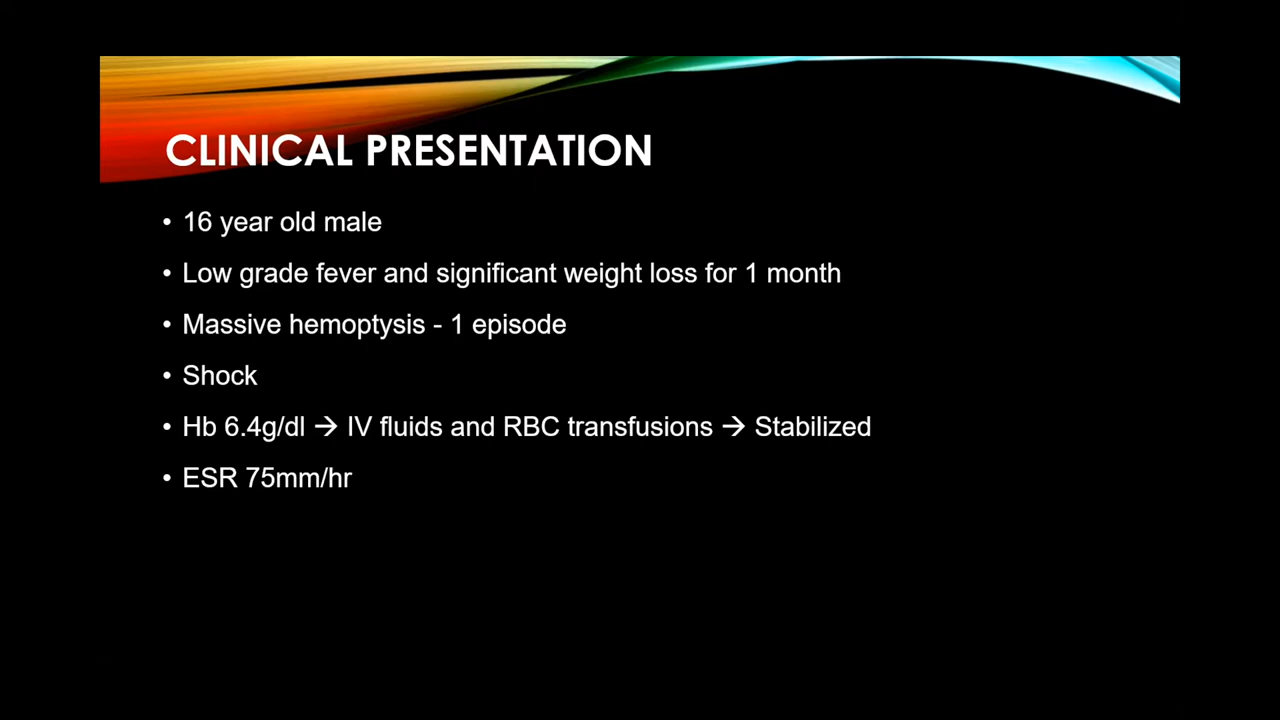 CLINICAL PRESENTATION
• 16 year old male
• Low grade fever and significant weight loss for 1 month
• Massive hemoptysis - 1 episode
• Shock
• Hb 6.4g/dl → IV fluids and RBC transfusions → Stabilized
• ESR 75mm/hr